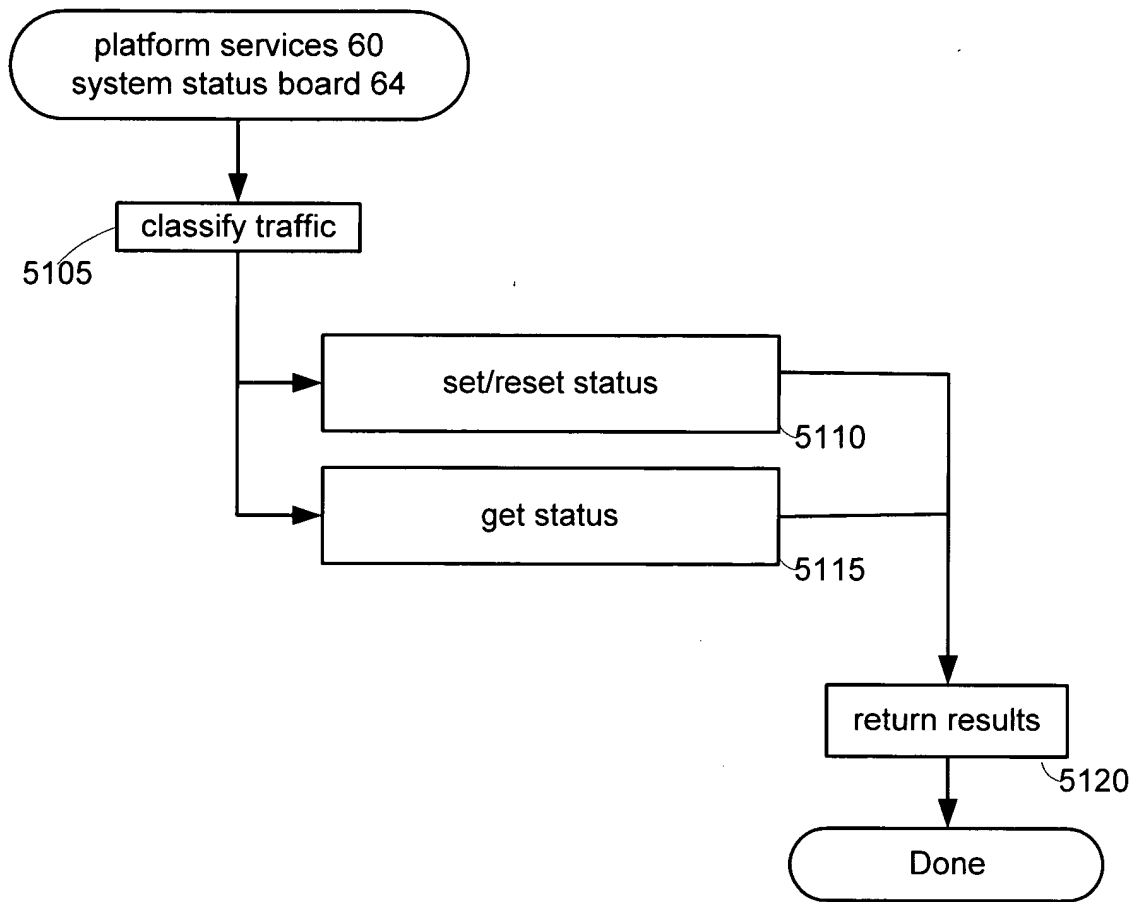 platform services 60
system status board 64
classify traffic
5105
set/reset status
5110
get status
5115
return results
5120
Done